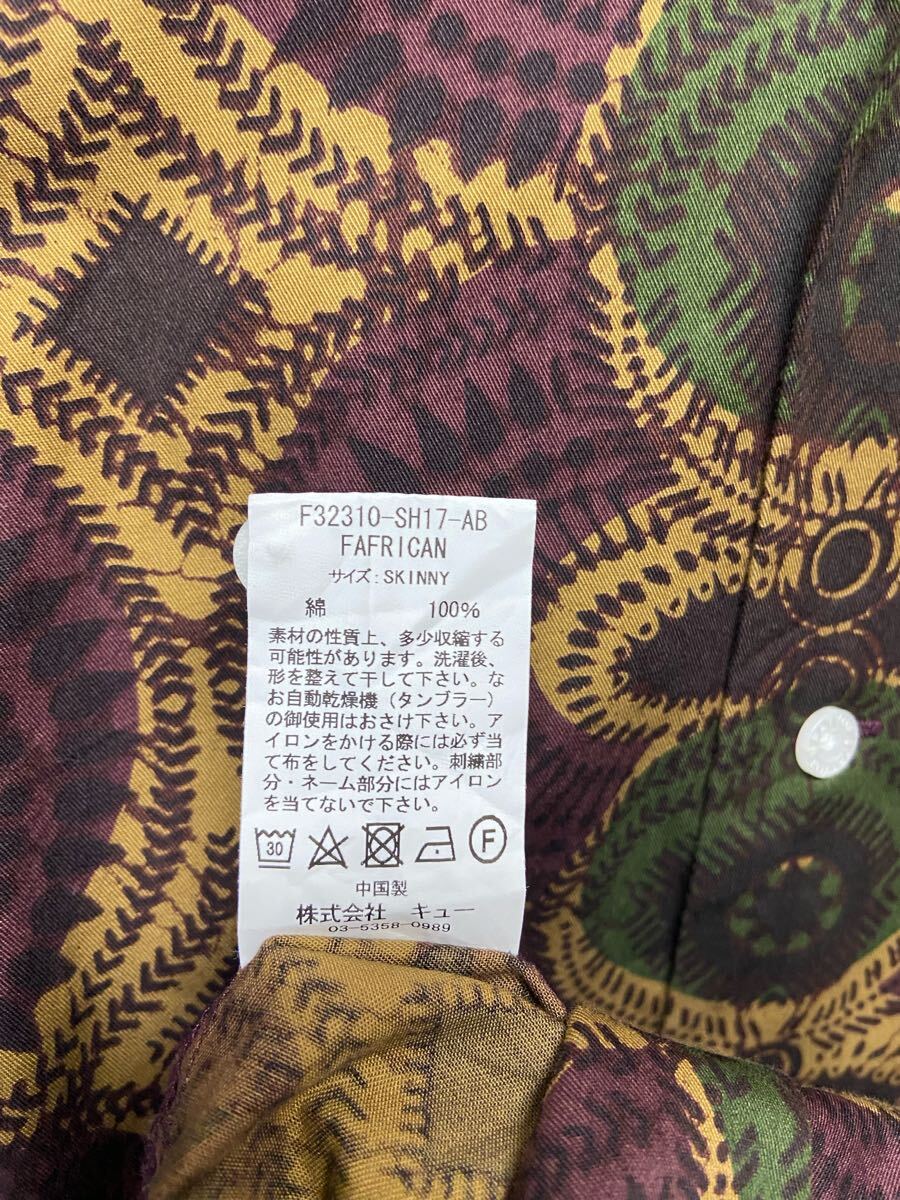 F32310-SH17-AB
FAFRICAN
サイズ:SKINNY
綿 100%
素材の性質上、多少収縮する
可能性があります。洗濯後、
形を整えて干して下さい。な
お自動乾燥機(タンブラー)
の御使用はおさけ下さい。ア
イロンをかける際には必ず当
て布をしてください。刺繍部
分・ネーム部分にはアイロン
を当てないで下さい。
30 F
中国製
株式会社 キュー
03-5358-0989